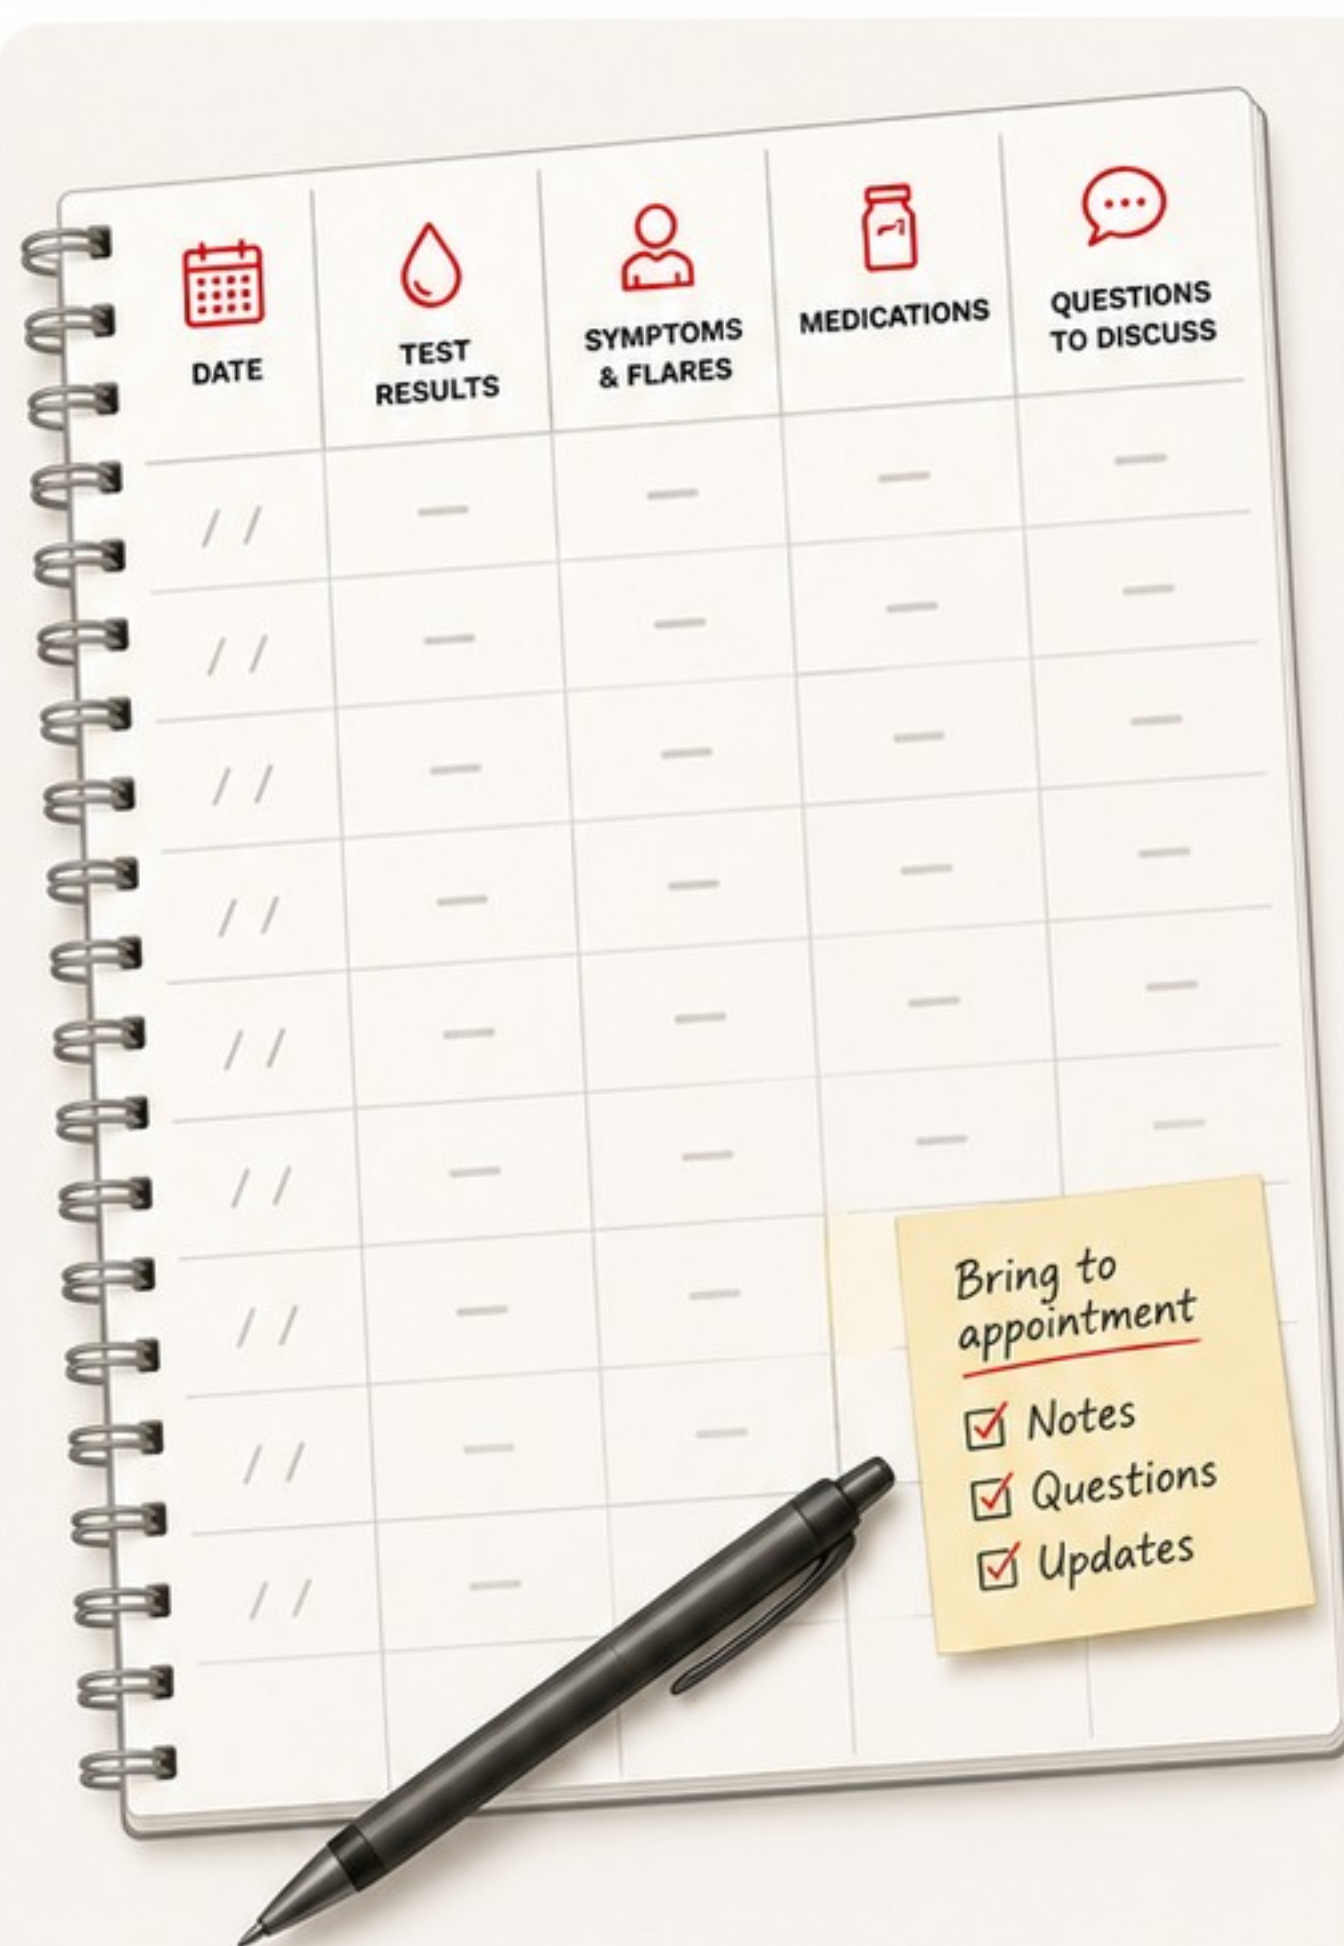 DATE
TEST
RESULTS
SYMPTOMS
& FLARES
MEDICATIONS
QUESTIONS
TO DISCUSS
/ /
/ /
/ /
/ /
/ /
/ /
/ /
/ /
/ /
Bring to
appointment
Notes
Questions
Updates